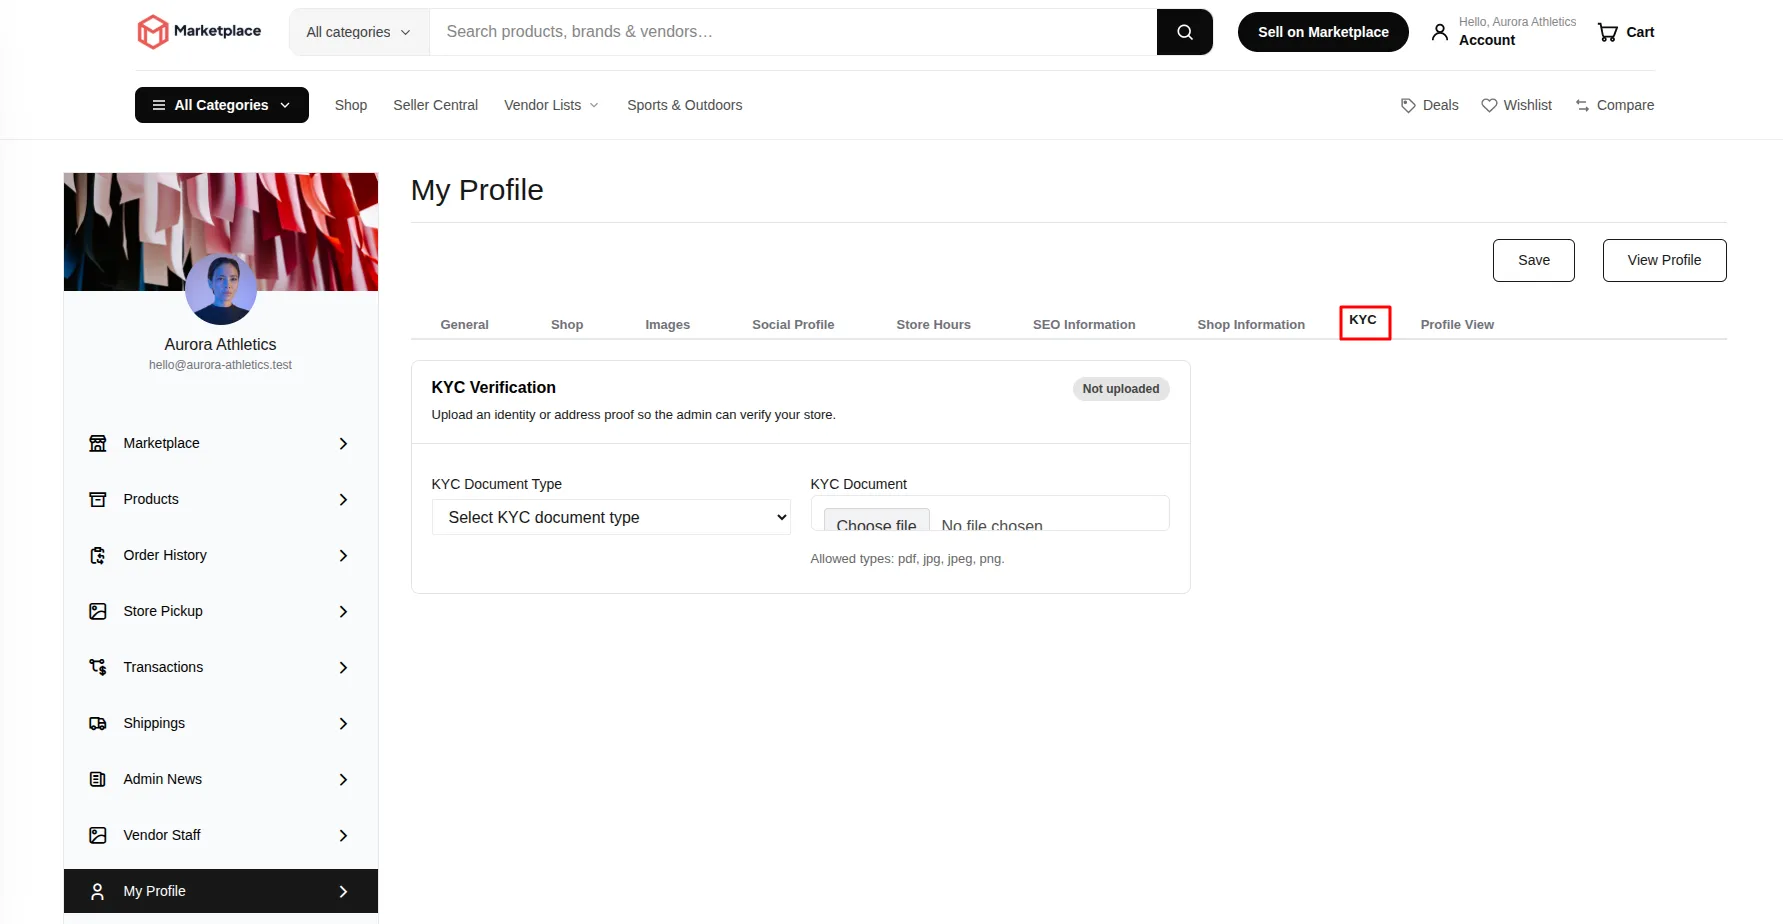 Marketplace
All categories
Search products, brands & vendors…
Sell on Marketplace
Hello, Aurora Athletics
Account
Cart
All Categories
Shop
Seller Central
Vendor Lists
Sports & Outdoors
Deals
Wishlist
Compare
Aurora Athletics
hello@aurora-athletics.test
Marketplace
Products
Order History
Store Pickup
Transactions
Shippings
Admin News
Vendor Staff
My Profile
My Profile
Save
View Profile
General
Shop
Images
Social Profile
Store Hours
SEO Information
Shop Information
KYC
Profile View
KYC Verification
Not uploaded
Upload an identity or address proof so the admin can verify your store.
KYC Document Type
Select KYC document type
KYC Document
Choose file
No file chosen
Allowed types: pdf, jpg, jpeg, png.